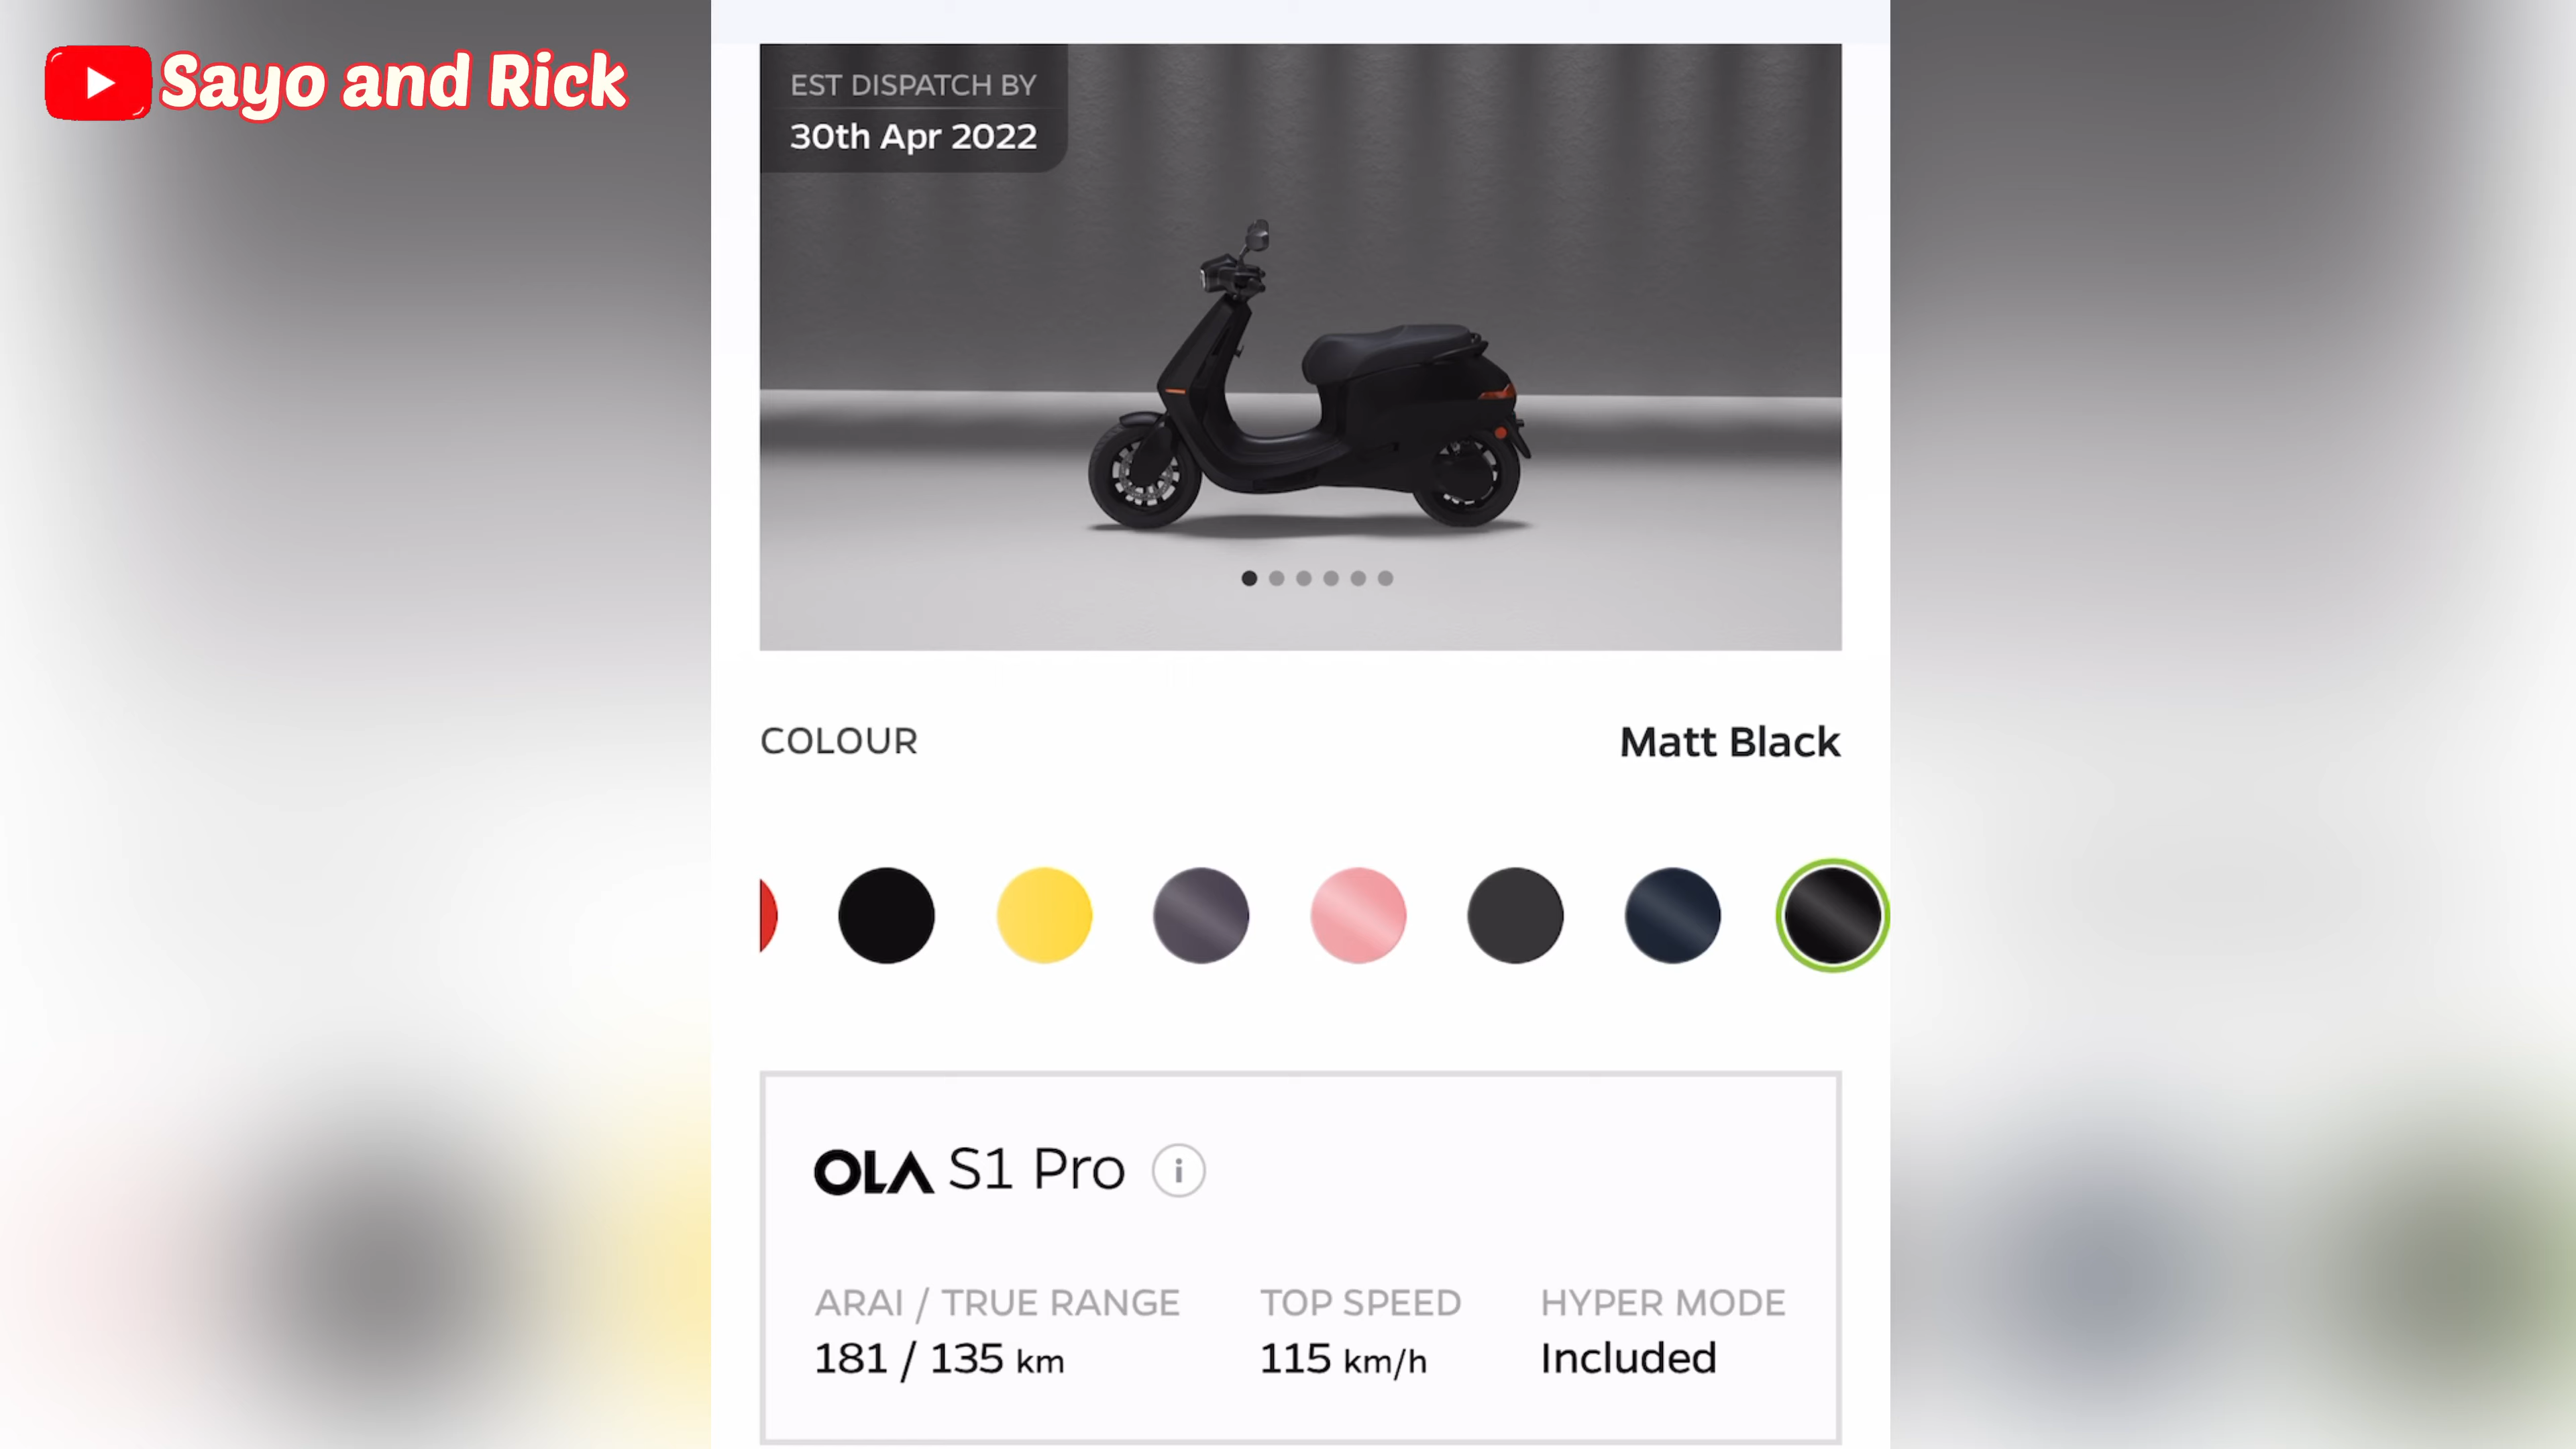 Sayo and Rick
EST DISPATCH BY
30th Apr 2022
COLOUR
Matt Black
OLA S1 Pro i
ARAI / TRUE RANGE
181 / 135 km
TOP SPEED
115 km/h
HYPER MODE
Included